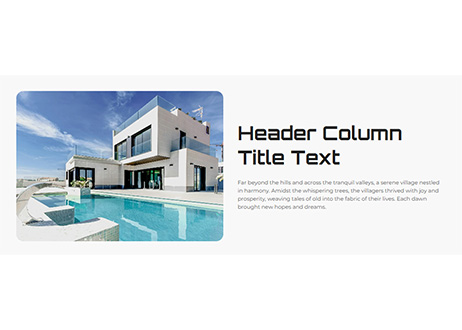 Header Column
Title Text
Far beyond the hills and across the tranquil valleys, a serene village nestled
in harmony. Amidst the whispering trees, the villagers thrived with joy and
prosperity, weaving tales of old into the fabric of their lives. Each dawn
brought new hopes and dreams.